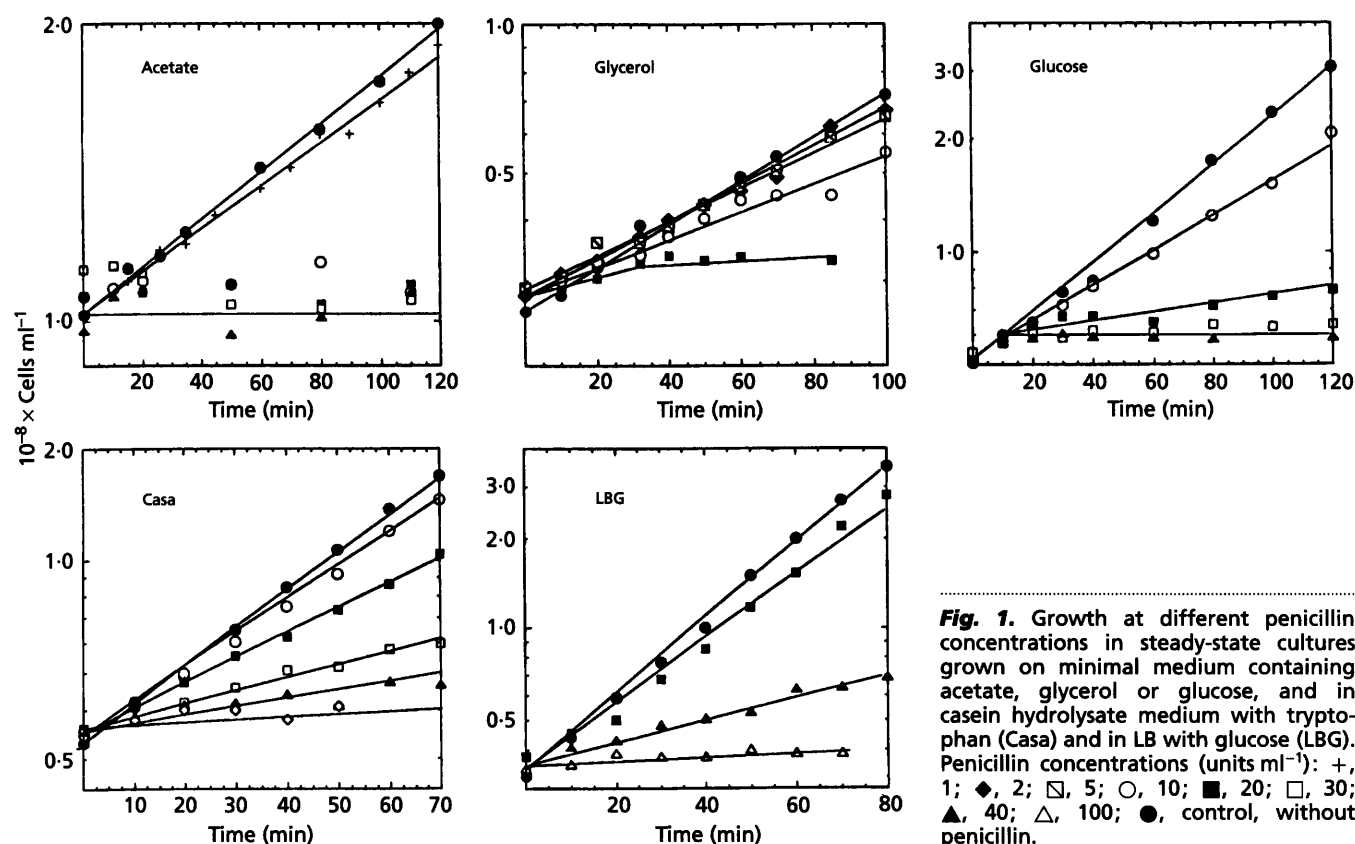 10⁻⁸ × Cells ml⁻¹
2·0
1·0
Acetate
20 40 60 80 100 120
Time (min)
1·0
0·5
Glycerol
20 40 60 80 100
Time (min)
3·0
2·0
1·0
Glucose
20 40 60 80 100 120
Time (min)
2·0
1·0
0·5
Casa
10 20 30 40 50 60 70
Time (min)
3·0
2·0
1·0
0·5
LBG
20 40 60 80
Time (min)
Fig. 1. Growth at different penicillin
concentrations in steady-state cultures
grown on minimal medium containing
acetate, glycerol or glucose, and in
casein hydrolysate medium with trypto-
phan (Casa) and in LB with glucose (LBG).
Penicillin concentrations (units ml⁻¹): +,
1; ◆, 2; ⍂, 5; ○, 10; ■, 20; □, 30;
▲, 40; △, 100; ●, control, without
penicillin.